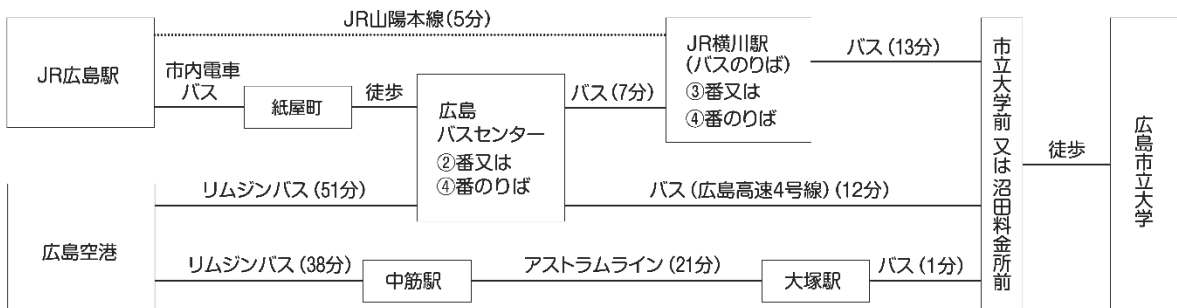 JR山陽本線(5分)
JR広島駅
市内電車
バス
紙屋町
徒歩
広島
バスセンター
②番又は
④番のりば
バス(7分)
JR横川駅
(バスのりば)
③番又は
④番のりば
バス(13分)
リムジンバス(51分)
バス(広島高速4号線)(12分)
広島空港
リムジンバス(38分)
中筋駅
アストラムライン(21分)
大塚駅
バス(1分)
市立大学前 又は 沼田料金所前
徒歩
広島市立大学